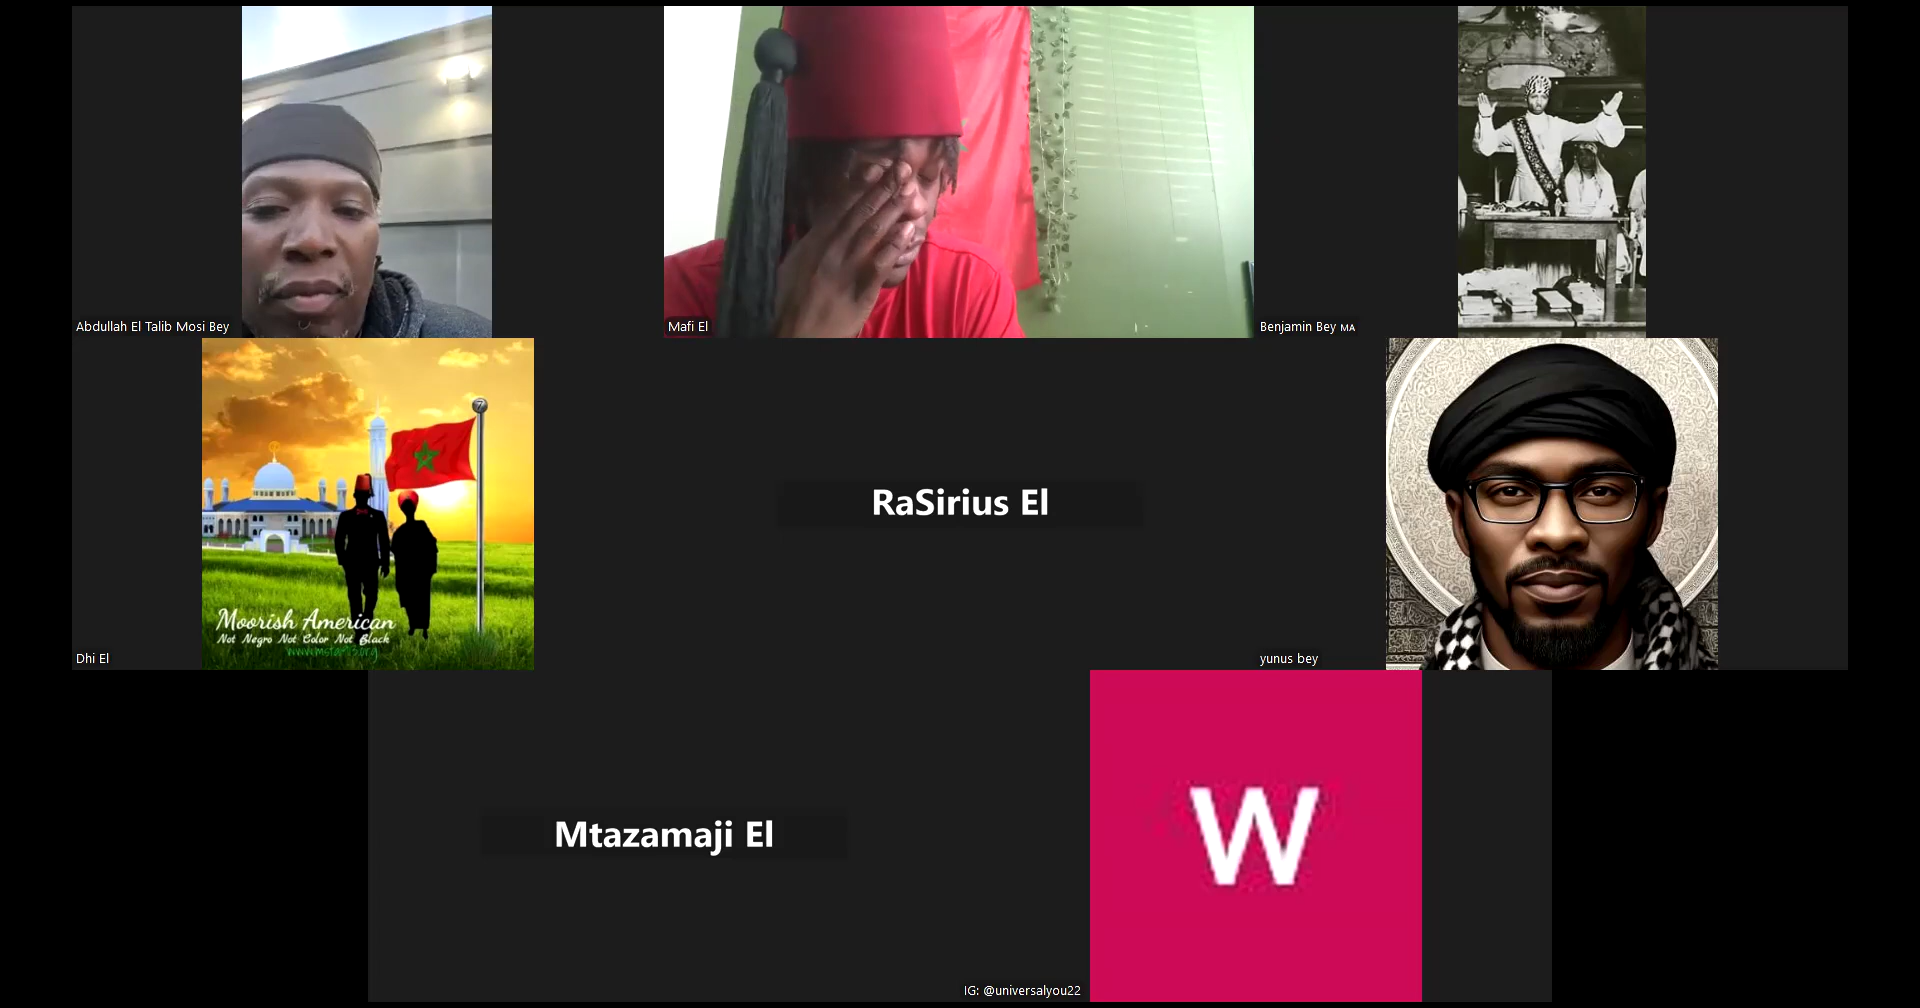 Abdullah El Talib Mosi Bey
Mafi El
Benjamin Bey MA
7
Moorish American
Not Negro Not Color Not Black
Dhi El
RaSirius El
yunus bey
Mtazamaji El
W
IG: @universalyou22